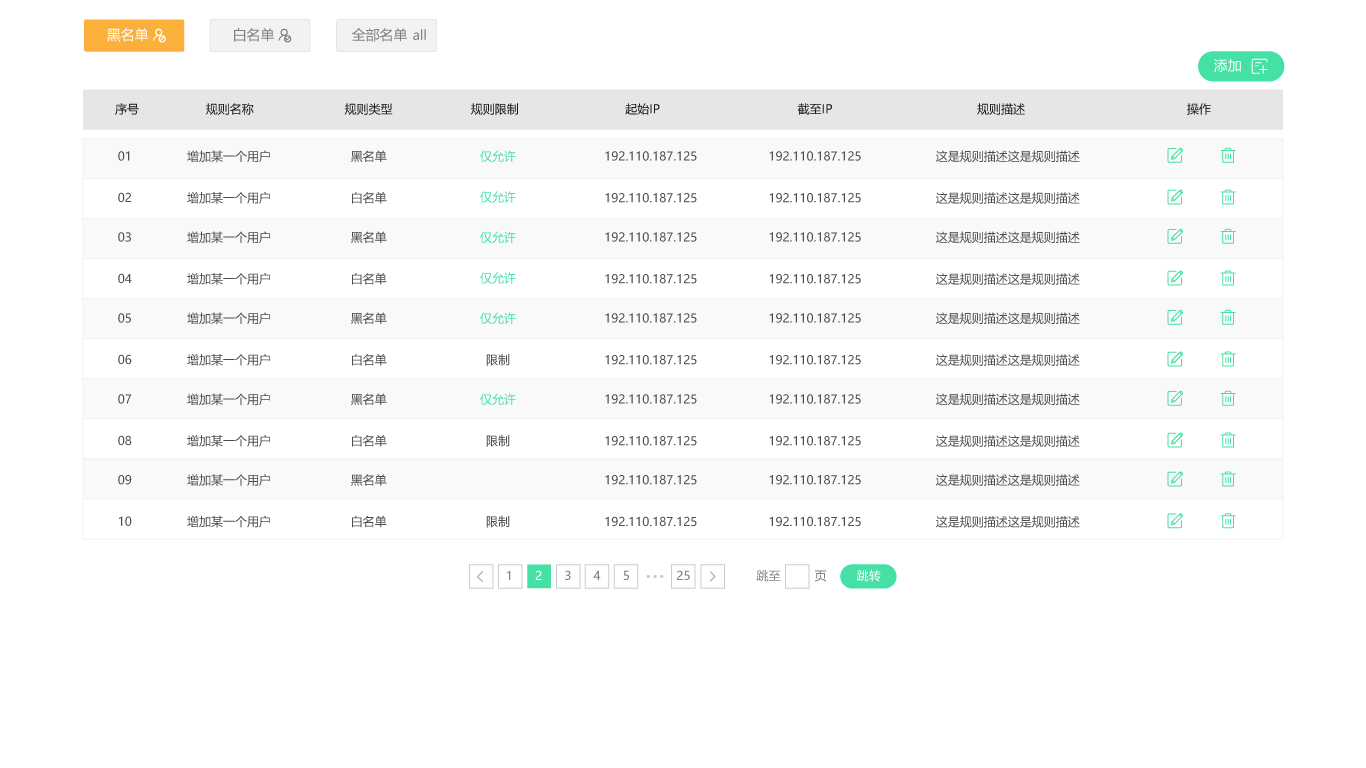 黑名单 白名单 全部名单 all
添加
序号 规则名称 规则类型 规则限制 起始IP 截至IP 规则描述 操作
01 增加某一个用户 黑名单 仅允许 192.110.187.125 192.110.187.125 这是规则描述这是规则描述
02 增加某一个用户 白名单 仅允许 192.110.187.125 192.110.187.125 这是规则描述这是规则描述
03 增加某一个用户 黑名单 仅允许 192.110.187.125 192.110.187.125 这是规则描述这是规则描述
04 增加某一个用户 白名单 仅允许 192.110.187.125 192.110.187.125 这是规则描述这是规则描述
05 增加某一个用户 黑名单 仅允许 192.110.187.125 192.110.187.125 这是规则描述这是规则描述
06 增加某一个用户 白名单 限制 192.110.187.125 192.110.187.125 这是规则描述这是规则描述
07 增加某一个用户 黑名单 仅允许 192.110.187.125 192.110.187.125 这是规则描述这是规则描述
08 增加某一个用户 白名单 限制 192.110.187.125 192.110.187.125 这是规则描述这是规则描述
09 增加某一个用户 黑名单 192.110.187.125 192.110.187.125 这是规则描述这是规则描述
10 增加某一个用户 白名单 限制 192.110.187.125 192.110.187.125 这是规则描述这是规则描述
1 2 3 4 5 ••• 25 跳至 页 跳转